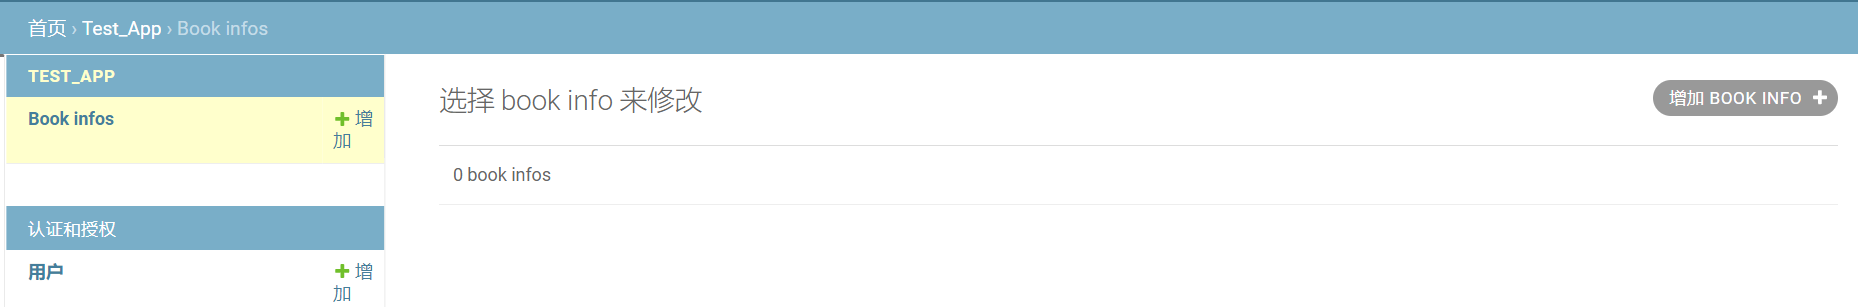 首页 › Test_App › Book infos
TEST_APP
Book infos
增
加
认证和授权
用户
增
加
选择 book info 来修改
增加 BOOK INFO
0 book infos